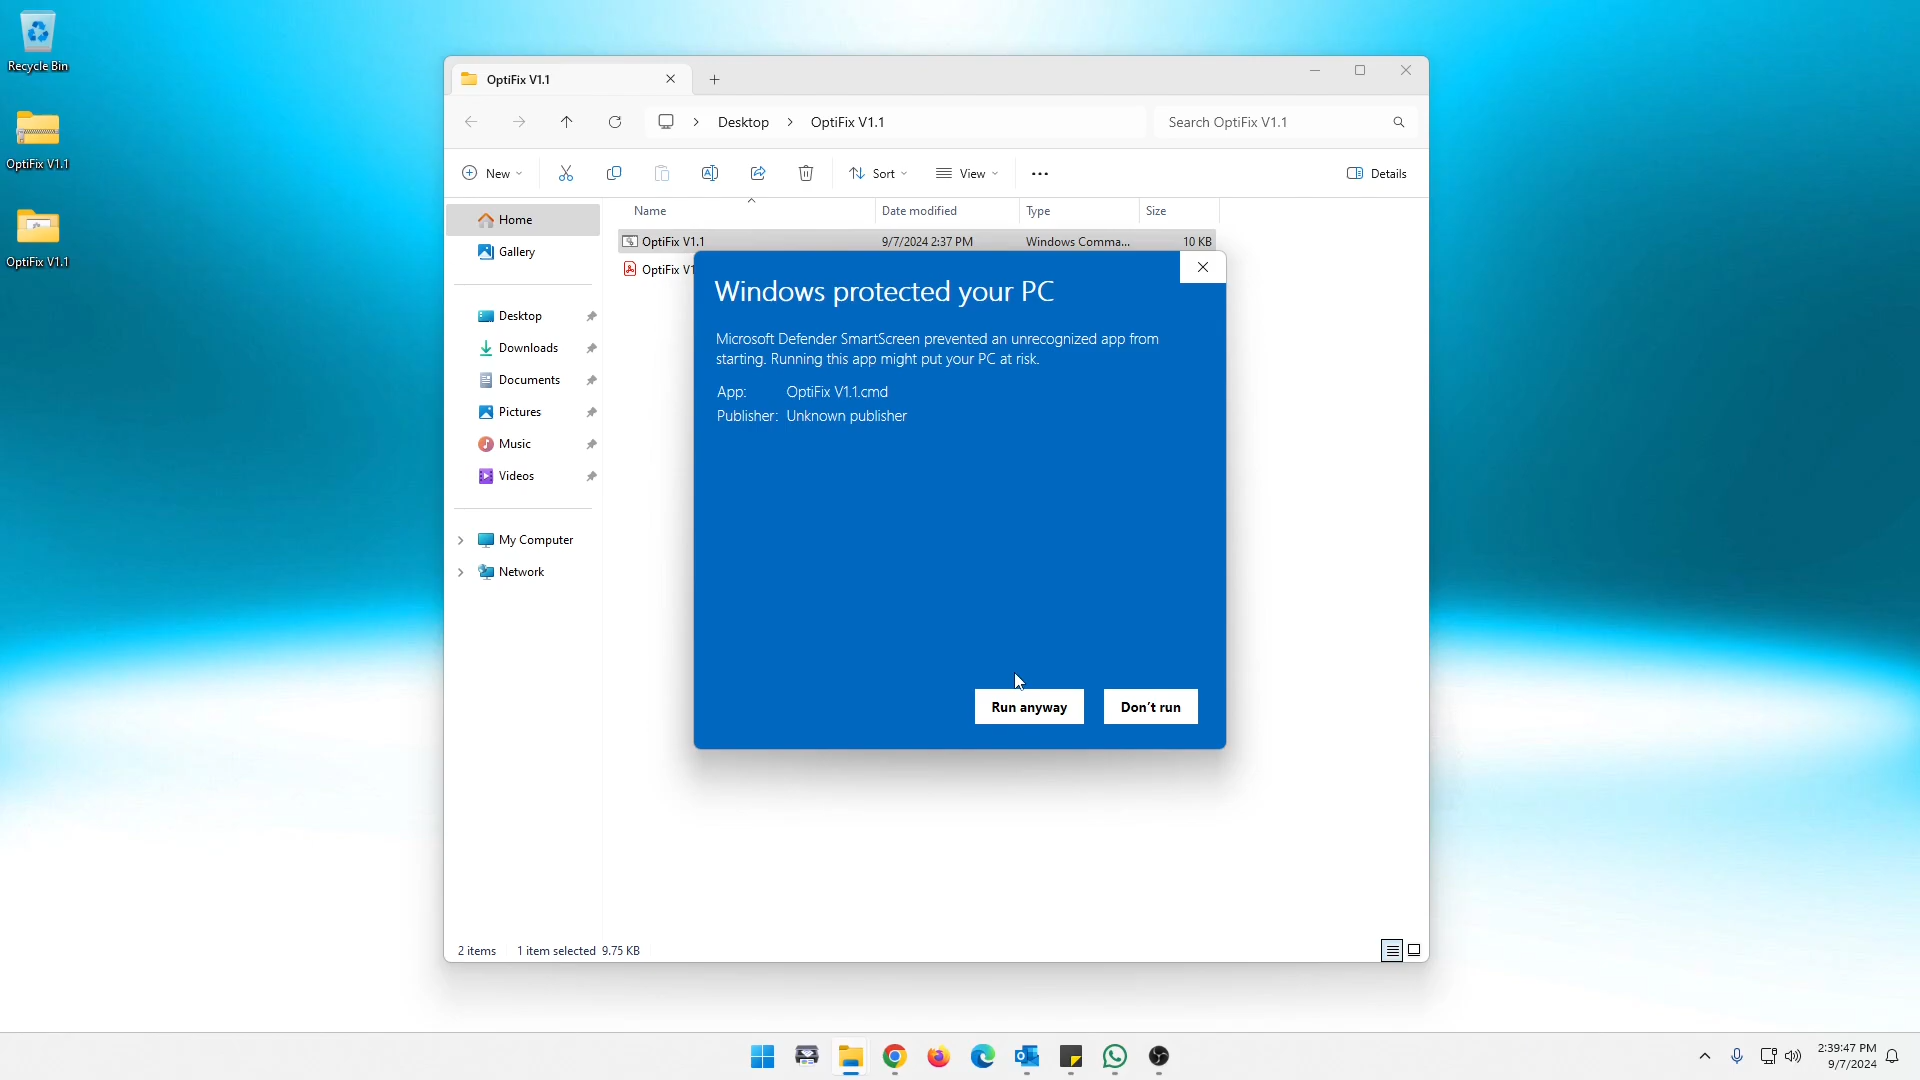 Recycle Bin
OptiFix V1.1
OptiFix V1.1
OptiFix V1.1
Desktop
OptiFix V1.1
Search OptiFix V1.1
New
Sort
View
Details
Home
Gallery
Desktop
Downloads
Documents
Pictures
Music
Videos
My Computer
Network
Name
Date modified
Type
Size
OptiFix V1.1
9/7/2024 2:37 PM
Windows Comma...
10 KB
OptiFix V1
Windows protected your PC
Microsoft Defender SmartScreen prevented an unrecognized app from
starting. Running this app might put your PC at risk.
App: OptiFix V1.1.cmd
Publisher: Unknown publisher
Run anyway
Don't run
2 items
1 item selected 9.75 KB
2:39:47 PM
9/7/2024